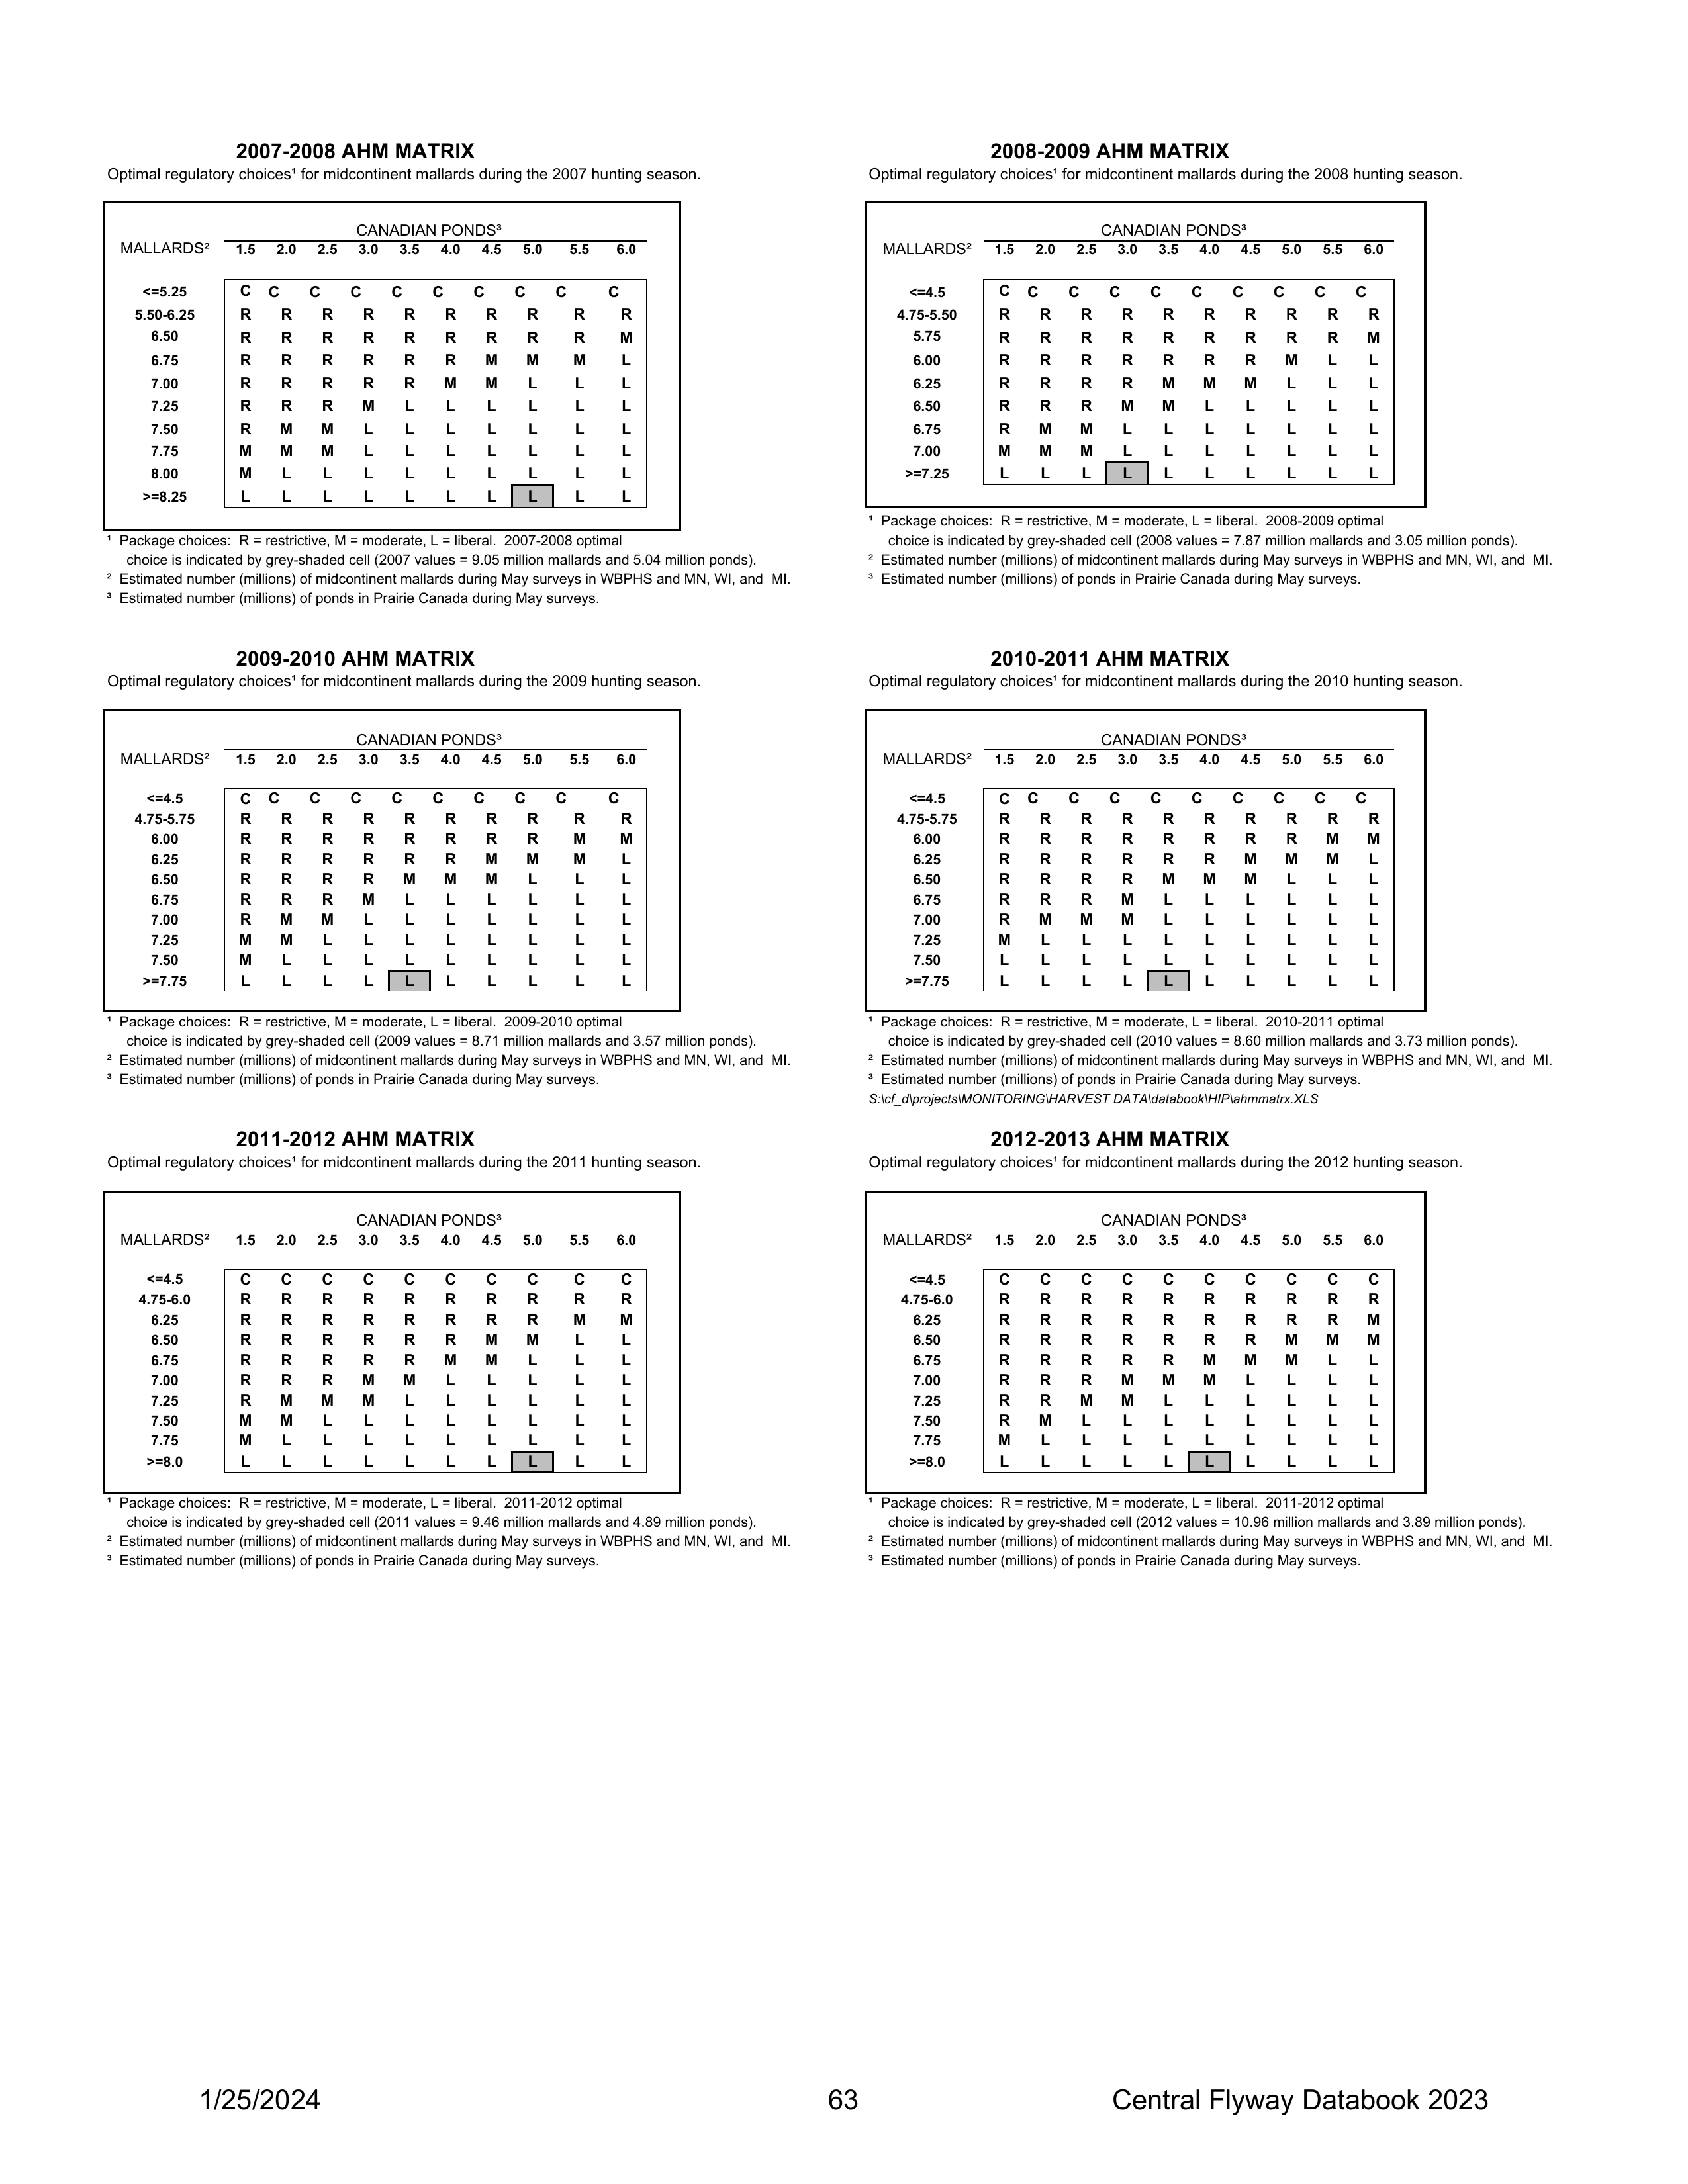 2007-2008 AHM MATRIX
Optimal regulatory choices¹ for midcontinent mallards during the 2007 hunting season.
CANADIAN PONDS³
MALLARDS² 1.5 2.0 2.5 3.0 3.5 4.0 4.5 5.0 5.5 6.0
<=5.25 C C C C C C C C C C
5.50-6.25 R R R R R R R R R R
6.50 R R R R R R R R R M
6.75 R R R R R R M M M L
7.00 R R R R R M M L L L
7.25 R R R M L L L L L L
7.50 R M M L L L L L L L
7.75 M M M L L L L L L L
8.00 M L L L L L L L L L
>=8.25 L L L L L L L L L L
¹ Package choices: R = restrictive, M = moderate, L = liberal. 2007-2008 optimal
choice is indicated by grey-shaded cell (2007 values = 9.05 million mallards and 5.04 million ponds).
² Estimated number (millions) of midcontinent mallards during May surveys in WBPHS and MN, WI, and MI.
³ Estimated number (millions) of ponds in Prairie Canada during May surveys.
2008-2009 AHM MATRIX
Optimal regulatory choices¹ for midcontinent mallards during the 2008 hunting season.
CANADIAN PONDS³
MALLARDS² 1.5 2.0 2.5 3.0 3.5 4.0 4.5 5.0 5.5 6.0
<=4.5 C C C C C C C C C C
4.75-5.50 R R R R R R R R R R
5.75 R R R R R R R R R M
6.00 R R R R R R R M L L
6.25 R R R R M M M L L L
6.50 R R R M M L L L L L
6.75 R M M L L L L L L L
7.00 M M M L L L L L L L
>=7.25 L L L L L L L L L L
¹ Package choices: R = restrictive, M = moderate, L = liberal. 2008-2009 optimal
choice is indicated by grey-shaded cell (2008 values = 7.87 million mallards and 3.05 million ponds).
² Estimated number (millions) of midcontinent mallards during May surveys in WBPHS and MN, WI, and MI.
³ Estimated number (millions) of ponds in Prairie Canada during May surveys.
2009-2010 AHM MATRIX
Optimal regulatory choices¹ for midcontinent mallards during the 2009 hunting season.
CANADIAN PONDS³
MALLARDS² 1.5 2.0 2.5 3.0 3.5 4.0 4.5 5.0 5.5 6.0
<=4.5 C C C C C C C C C C
4.75-5.75 R R R R R R R R R R
6.00 R R R R R R R R M M
6.25 R R R R R R M M M L
6.50 R R R R M M M L L L
6.75 R R R M L L L L L L
7.00 R M M L L L L L L L
7.25 M M L L L L L L L L
7.50 M L L L L L L L L L
>=7.75 L L L L L L L L L L
¹ Package choices: R = restrictive, M = moderate, L = liberal. 2009-2010 optimal
choice is indicated by grey-shaded cell (2009 values = 8.71 million mallards and 3.57 million ponds).
² Estimated number (millions) of midcontinent mallards during May surveys in WBPHS and MN, WI, and MI.
³ Estimated number (millions) of ponds in Prairie Canada during May surveys.
2010-2011 AHM MATRIX
Optimal regulatory choices¹ for midcontinent mallards during the 2010 hunting season.
CANADIAN PONDS³
MALLARDS² 1.5 2.0 2.5 3.0 3.5 4.0 4.5 5.0 5.5 6.0
<=4.5 C C C C C C C C C C
4.75-5.75 R R R R R R R R R R
6.00 R R R R R R R R M M
6.25 R R R R R R M M M L
6.50 R R R R M M M L L L
6.75 R R R M L L L L L L
7.00 R M M M L L L L L L
7.25 M L L L L L L L L L
7.50 L L L L L L L L L L
>=7.75 L L L L L L L L L L
¹ Package choices: R = restrictive, M = moderate, L = liberal. 2010-2011 optimal
choice is indicated by grey-shaded cell (2010 values = 8.60 million mallards and 3.73 million ponds).
² Estimated number (millions) of midcontinent mallards during May surveys in WBPHS and MN, WI, and MI.
³ Estimated number (millions) of ponds in Prairie Canada during May surveys.
S:\cf_d\projects\MONITORING\HARVEST DATA\databook\HIP\ahmmatrx.XLS
2011-2012 AHM MATRIX
Optimal regulatory choices¹ for midcontinent mallards during the 2011 hunting season.
CANADIAN PONDS³
MALLARDS² 1.5 2.0 2.5 3.0 3.5 4.0 4.5 5.0 5.5 6.0
<=4.5 C C C C C C C C C C
4.75-6.0 R R R R R R R R R R
6.25 R R R R R R R R M M
6.50 R R R R R R M M L L
6.75 R R R R R M M L L L
7.00 R R R M M L L L L L
7.25 R M M M L L L L L L
7.50 M M L L L L L L L L
7.75 M L L L L L L L L L
>=8.0 L L L L L L L L L L
¹ Package choices: R = restrictive, M = moderate, L = liberal. 2011-2012 optimal
choice is indicated by grey-shaded cell (2011 values = 9.46 million mallards and 4.89 million ponds).
² Estimated number (millions) of midcontinent mallards during May surveys in WBPHS and MN, WI, and MI.
³ Estimated number (millions) of ponds in Prairie Canada during May surveys.
2012-2013 AHM MATRIX
Optimal regulatory choices¹ for midcontinent mallards during the 2012 hunting season.
CANADIAN PONDS³
MALLARDS² 1.5 2.0 2.5 3.0 3.5 4.0 4.5 5.0 5.5 6.0
<=4.5 C C C C C C C C C C
4.75-6.0 R R R R R R R R R R
6.25 R R R R R R R R R M
6.50 R R R R R R R M M M
6.75 R R R R R M M M L L
7.00 R R R M M M L L L L
7.25 R R M M L L L L L L
7.50 R M L L L L L L L L
7.75 M L L L L L L L L L
>=8.0 L L L L L L L L L L
¹ Package choices: R = restrictive, M = moderate, L = liberal. 2011-2012 optimal
choice is indicated by grey-shaded cell (2012 values = 10.96 million mallards and 3.89 million ponds).
² Estimated number (millions) of midcontinent mallards during May surveys in WBPHS and MN, WI, and MI.
³ Estimated number (millions) of ponds in Prairie Canada during May surveys.
1/25/2024 63 Central Flyway Databook 2023